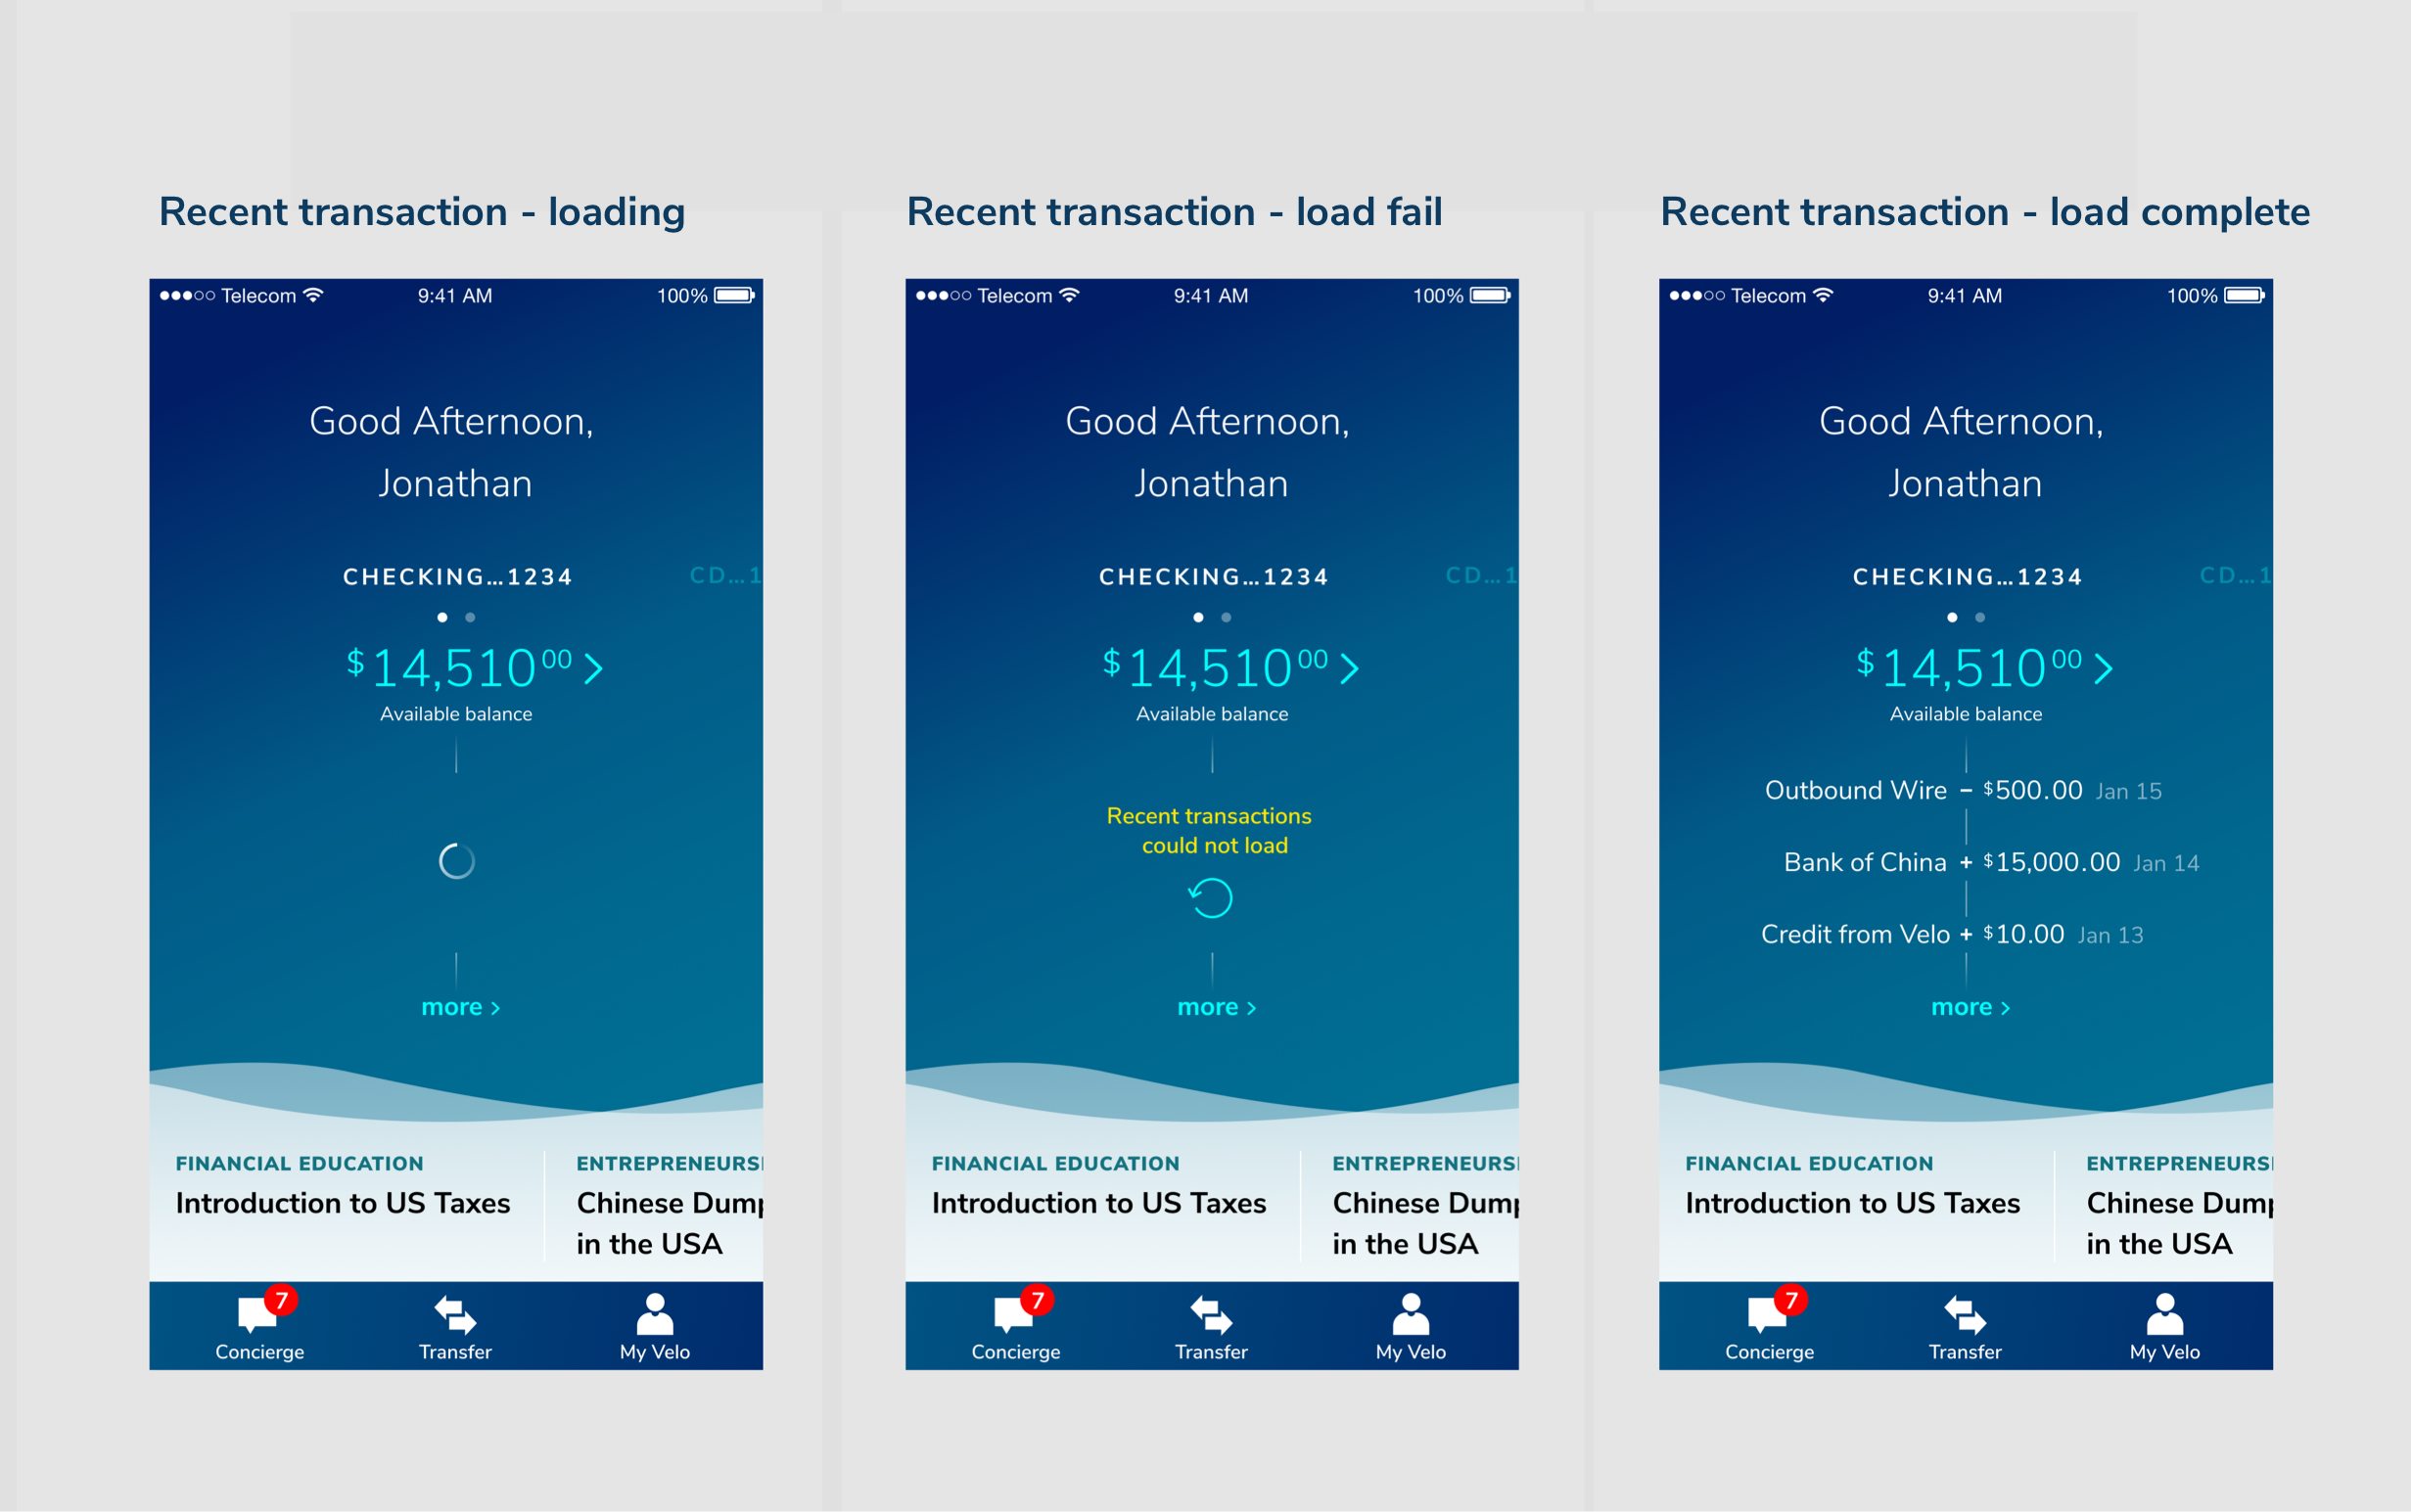 Recent transaction - loading
Telecom 9:41 AM 100%
Good Afternoon,
Jonathan
CHECKING...1234 CD...1
$14,510 00
Available balance
more >
FINANCIAL EDUCATION
Introduction to US Taxes
ENTREPRENEURS
Chinese Dump
in the USA
7
Concierge
Transfer
My Velo
Recent transaction - load fail
Telecom 9:41 AM 100%
Good Afternoon,
Jonathan
CHECKING...1234 CD...1
$14,510 00
Available balance
Recent transactions
could not load
more >
FINANCIAL EDUCATION
Introduction to US Taxes
ENTREPRENEURS
Chinese Dump
in the USA
7
Concierge
Transfer
My Velo
Recent transaction - load complete
Telecom 9:41 AM 100%
Good Afternoon,
Jonathan
CHECKING...1234 CD...1
$14,510 00
Available balance
Outbound Wire – $500.00 Jan 15
Bank of China + $15,000.00 Jan 14
Credit from Velo + $10.00 Jan 13
more >
FINANCIAL EDUCATION
Introduction to US Taxes
ENTREPRENEURS
Chinese Dump
in the USA
7
Concierge
Transfer
My Velo